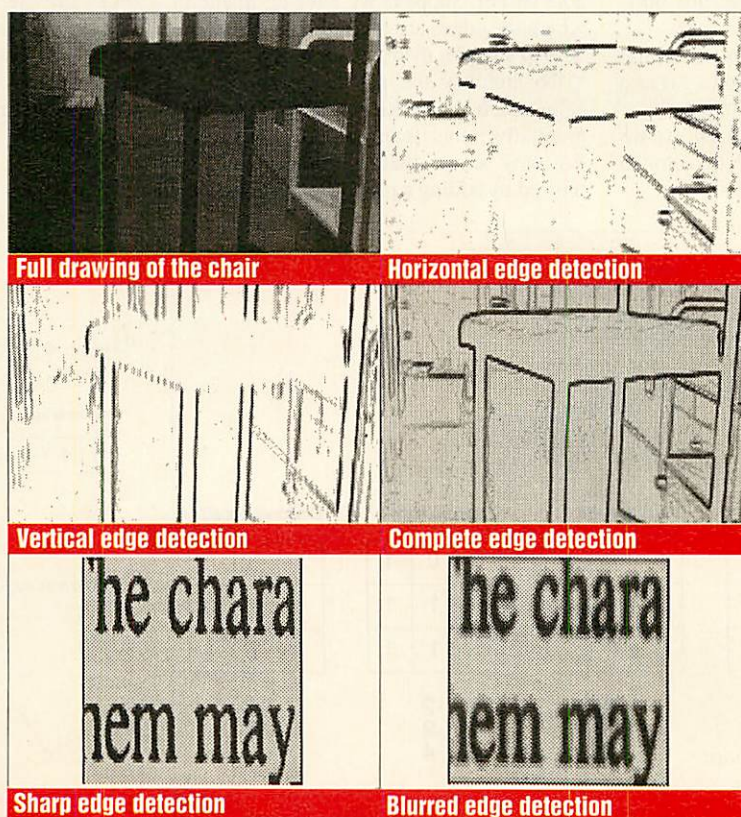 Full drawing of the chair
Horizontal edge detection
Vertical edge detection
Complete edge detection
he chara
nem may
he chara
nem may
Sharp edge detection
Blurred edge detection